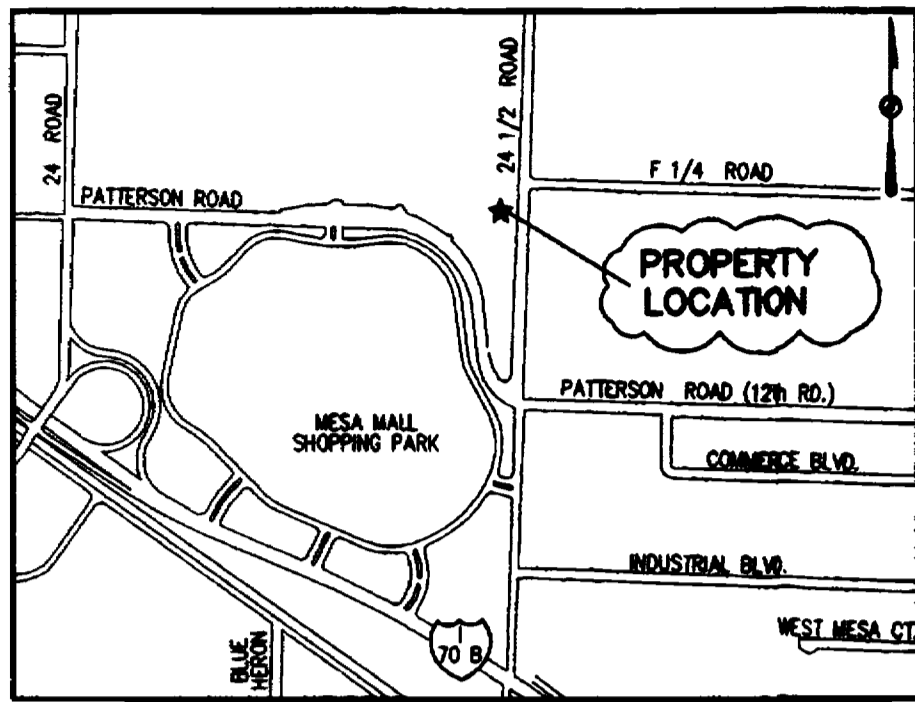 24 ROAD
24 1/2 ROAD
F 1/4 ROAD
PATTERSON ROAD
PROPERTY
LOCATION
PATTERSON ROAD (12th RD.)
MESA MALL
SHOPPING PARK
COMMERCE BLVD.
INDUSTRIAL BLVD.
WEST MESA CT.
70 B
BLUE
HERON